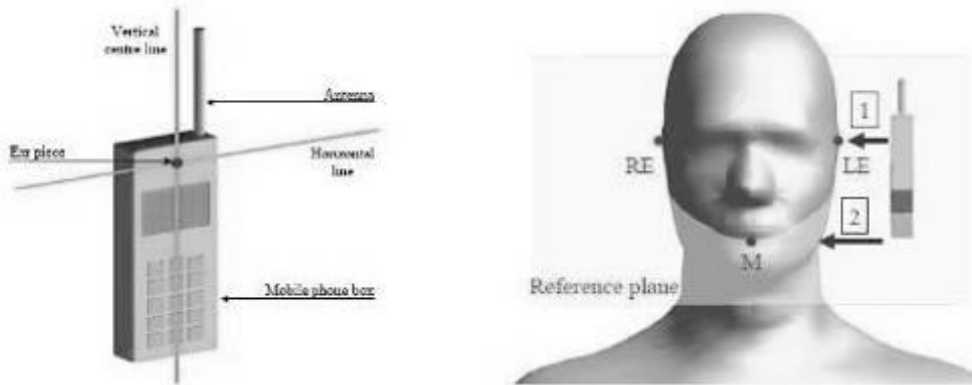 Vertical
centre line
Antenna
Ear piece
Horizontal
line
Mobile phone box
1
RE
LE
2
M
Reference plane